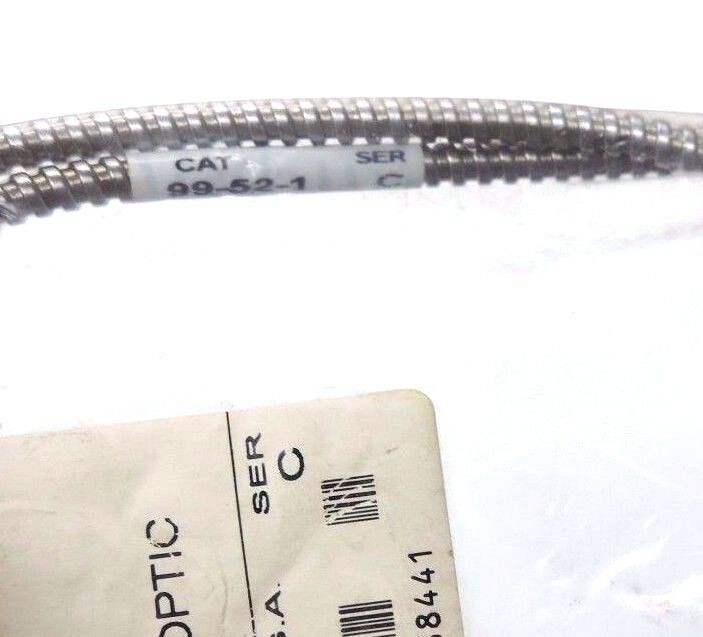 CAT SER
99-52-1 C
SER
C
OPTIC
S.A.
8441